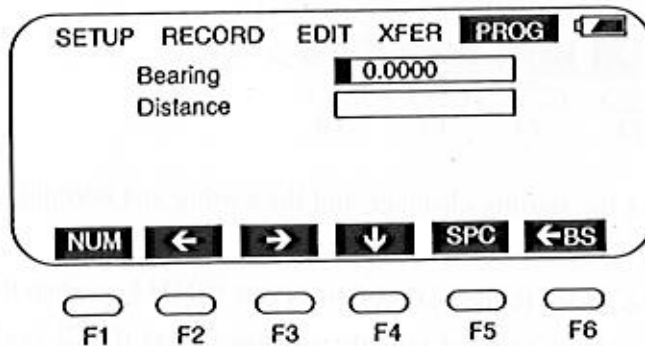 SETUP RECORD EDIT XFER PROG
Bearing 0.0000
Distance
NUM ← → ↓ SPC ←BS
F1 F2 F3 F4 F5 F6